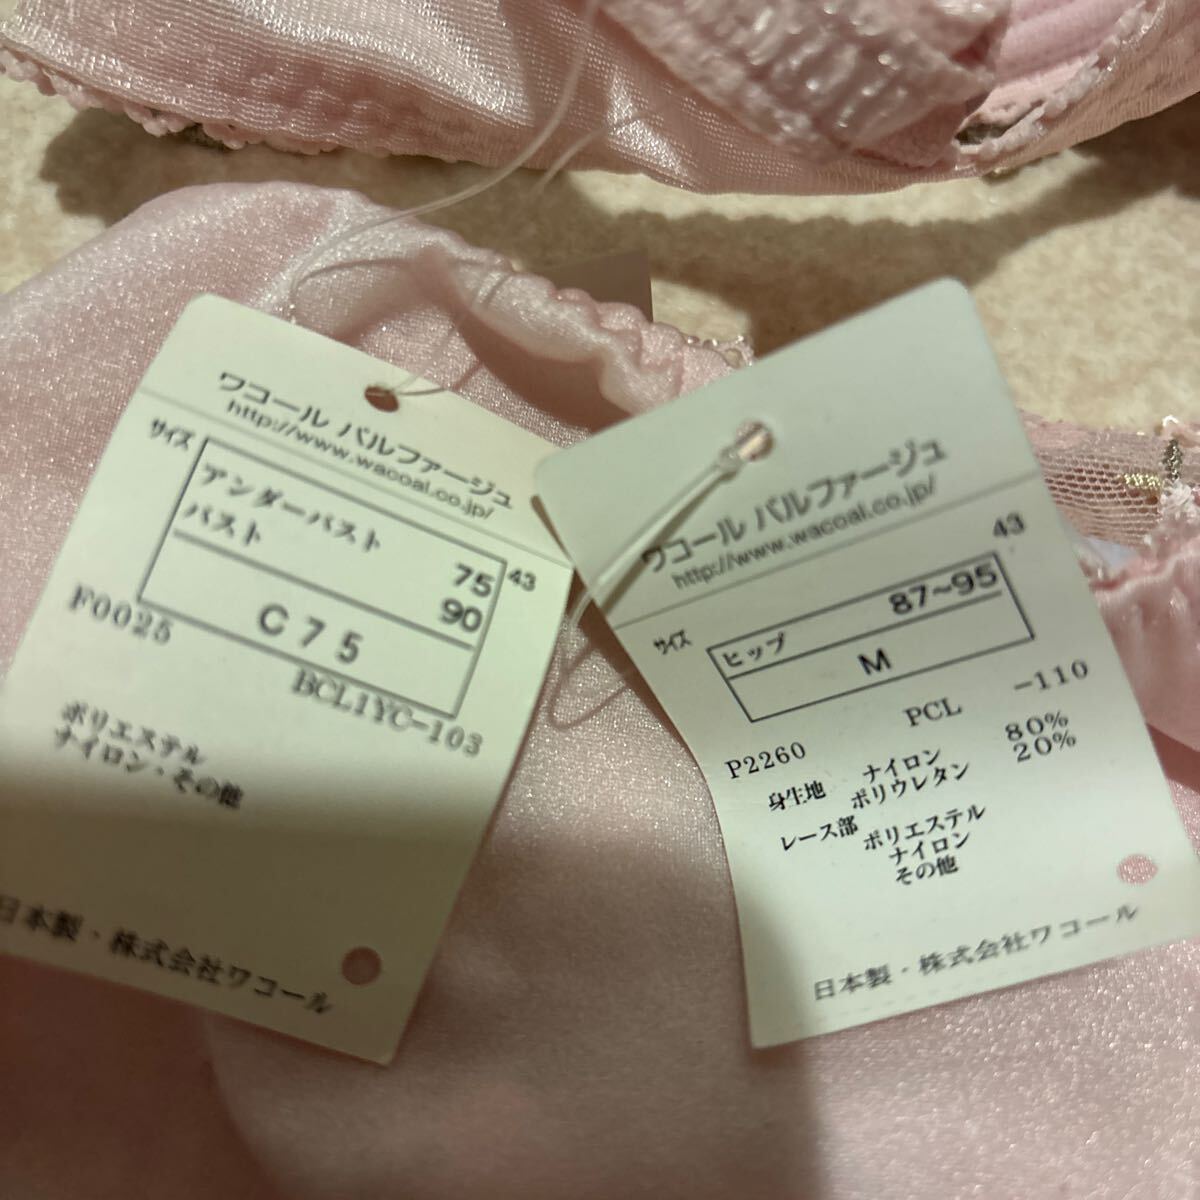 ワコール パルファージュ
http://www.wacoal.co.jp/
サイズ
アンダーバスト 75
バスト 90
43
C75
F0025
BCL1YC-103
ポリエステル
ナイロン・その他
日本製・株式会社ワコール
ワコール パルファージュ
http://www.wacoal.co.jp/
43
サイズ
ヒップ 87~95
M
PCL -110
P2260
身生地 ナイロン 80%
ポリウレタン 20%
レース部 ポリエステル
ナイロン
その他
日本製・株式会社ワコール